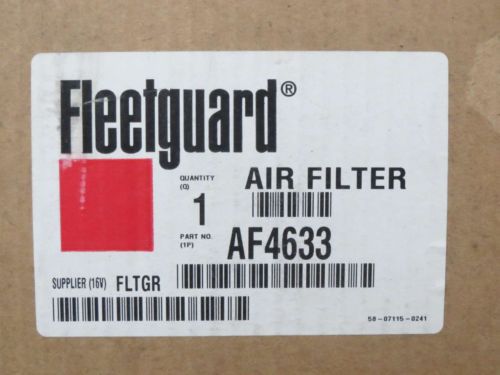 Fleetguard®
QUANTITY
(Q)
1
AIR FILTER
PART NO.
(1P)
AF4633
SUPPLIER (16V) FLTGR
58-07115-0241